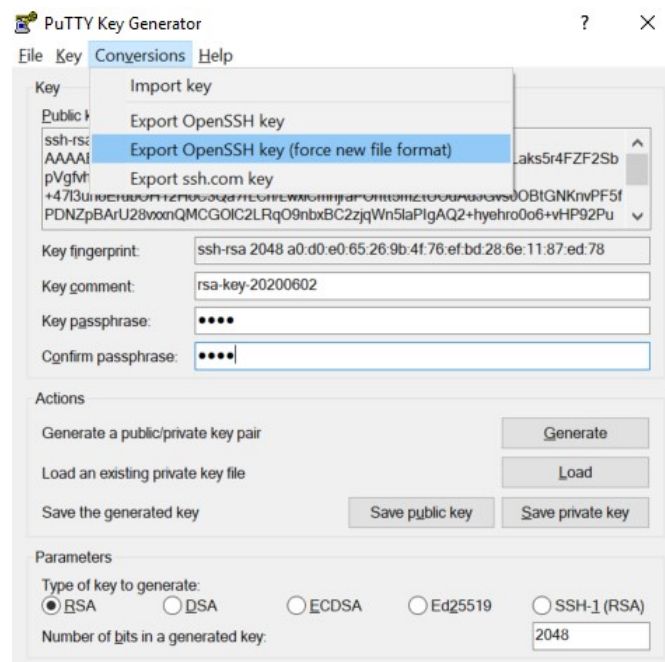 PuTTY Key Generator
? ×
File Key Conversions Help
Key
Import key
Public k
Export OpenSSH key
ssh-rsa
Export OpenSSH key (force new file format)
Laks5r4FZF2Sb
pVgfvh
Export ssh.com key
PDNZpBArU28vxxnQMCGOIC2LRqO9nbxBC2zjqWn5laPIgAQ2+hyehro0o6+vHP92Pu
Key fingerprint: ssh-rsa 2048 a0:d0:e0:65:26:9b:4f:76:ef:bd:28:6e:11:87:ed:78
Key comment: rsa-key-20200602
Key passphrase: ●●●●
Confirm passphrase: ●●●●
Actions
Generate a public/private key pair Generate
Load an existing private key file Load
Save the generated key Save public key Save private key
Parameters
Type of key to generate:
RSA DSA ECDSA Ed25519 SSH-1 (RSA)
Number of bits in a generated key: 2048